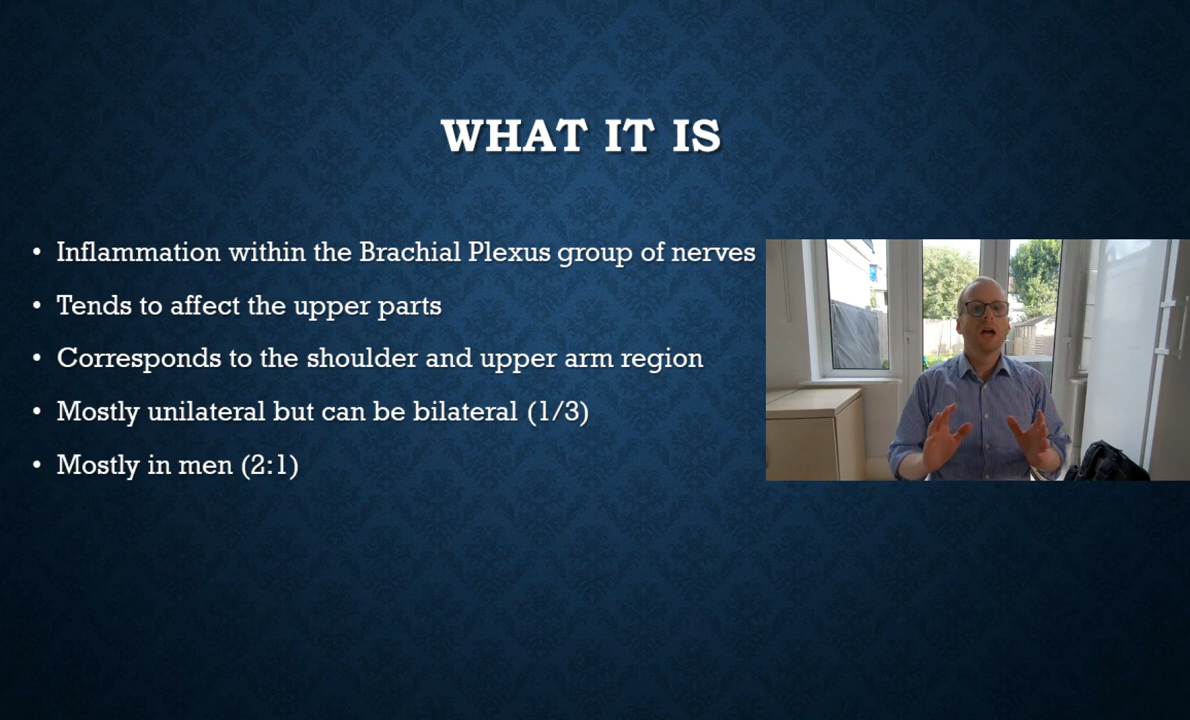 WHAT IT IS
• Inflammation within the Brachial Plexus group of nerves
• Tends to affect the upper parts
• Corresponds to the shoulder and upper arm region
• Mostly unilateral but can be bilateral (1/3)
• Mostly in men (2:1)